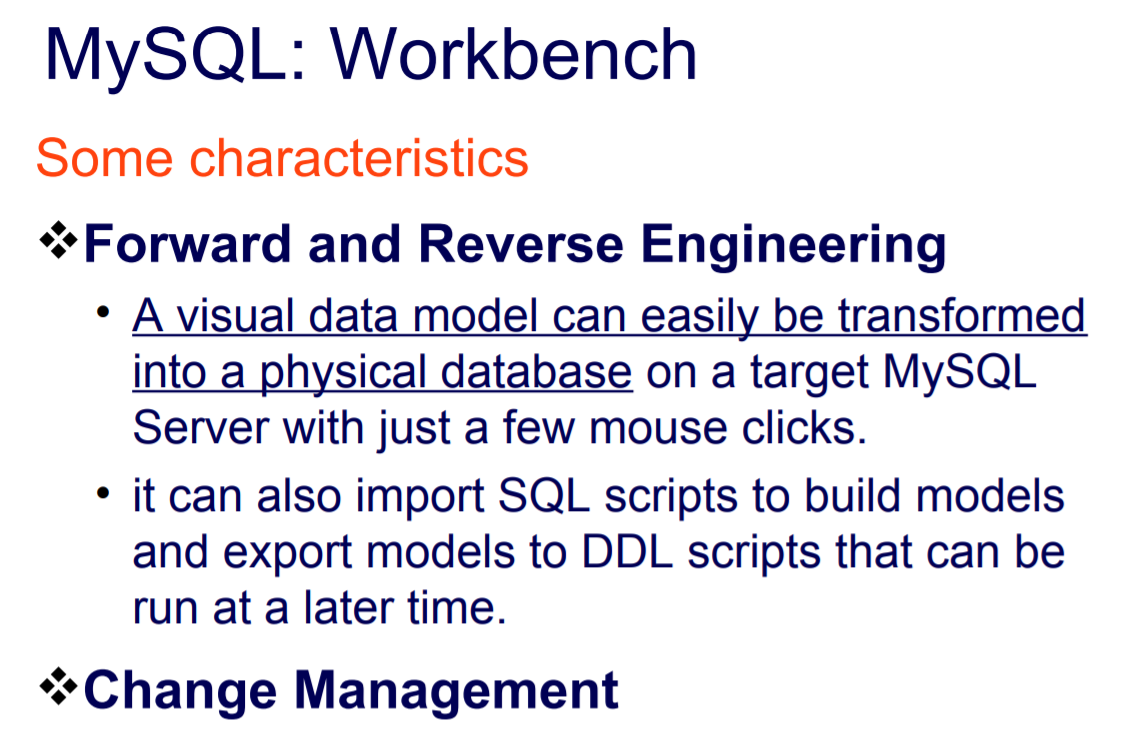 MySQL: Workbench
Some characteristics
❖Forward and Reverse Engineering
• A visual data model can easily be transformed
into a physical database on a target MySQL
Server with just a few mouse clicks.
• it can also import SQL scripts to build models
and export models to DDL scripts that can be
run at a later time.
❖Change Management